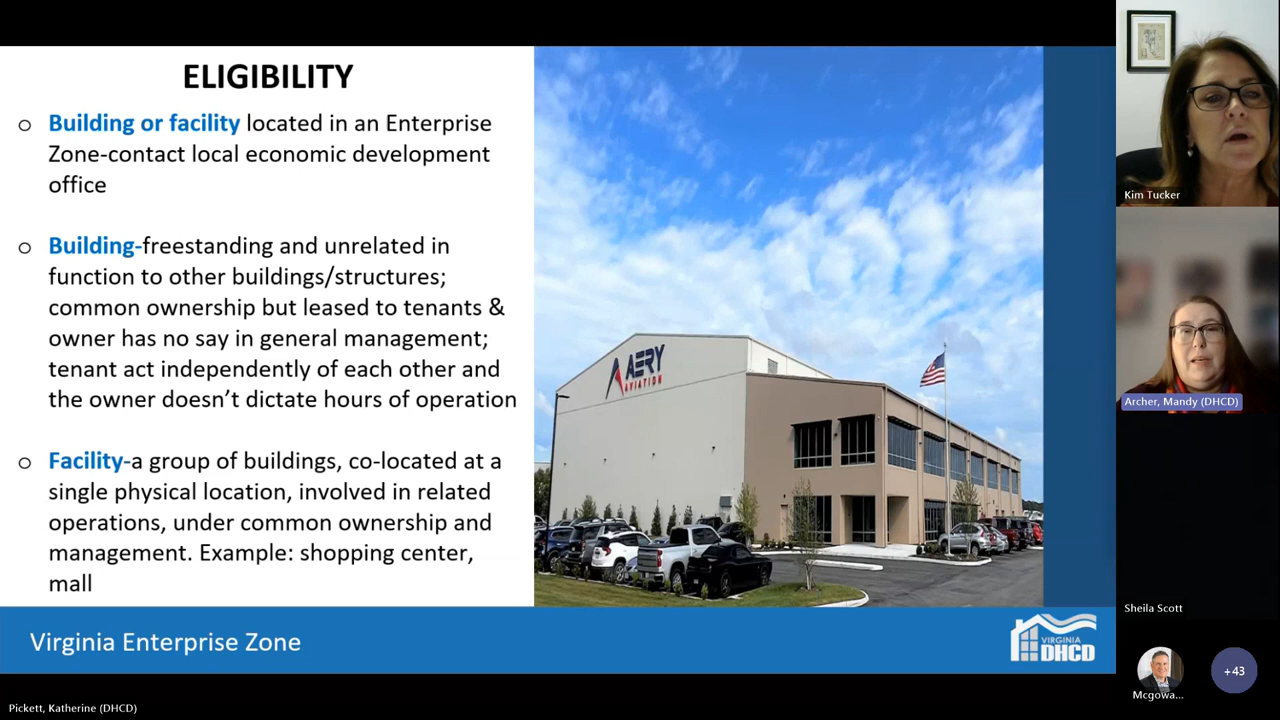 ELIGIBILITY
o Building or facility located in an Enterprise
Zone-contact local economic development
office
o Building-freestanding and unrelated in
function to other buildings/structures;
common ownership but leased to tenants &
owner has no say in general management;
tenant act independently of each other and
the owner doesn’t dictate hours of operation
o Facility-a group of buildings, co-located at a
single physical location, involved in related
operations, under common ownership and
management. Example: shopping center,
mall
AERY
AVIATION
Virginia Enterprise Zone
VIRGINIA
DHCD
Kim Tucker
Archer, Mandy (DHCD)
Sheila Scott
Mcgowa...
+43
Pickett, Katherine (DHCD)